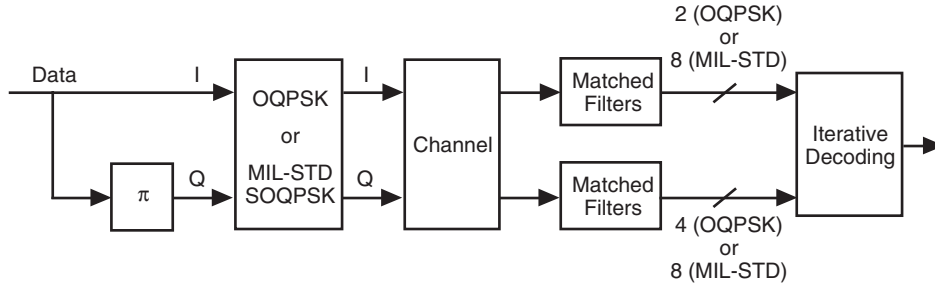 2 (OQPSK)
or
8 (MIL-STD)
Data
I
I
OQPSK
or
MIL-STD
SOQPSK
Channel
Matched
Filters
Iterative
Decoding
π
Q
Q
Matched
Filters
4 (OQPSK)
or
8 (MIL-STD)